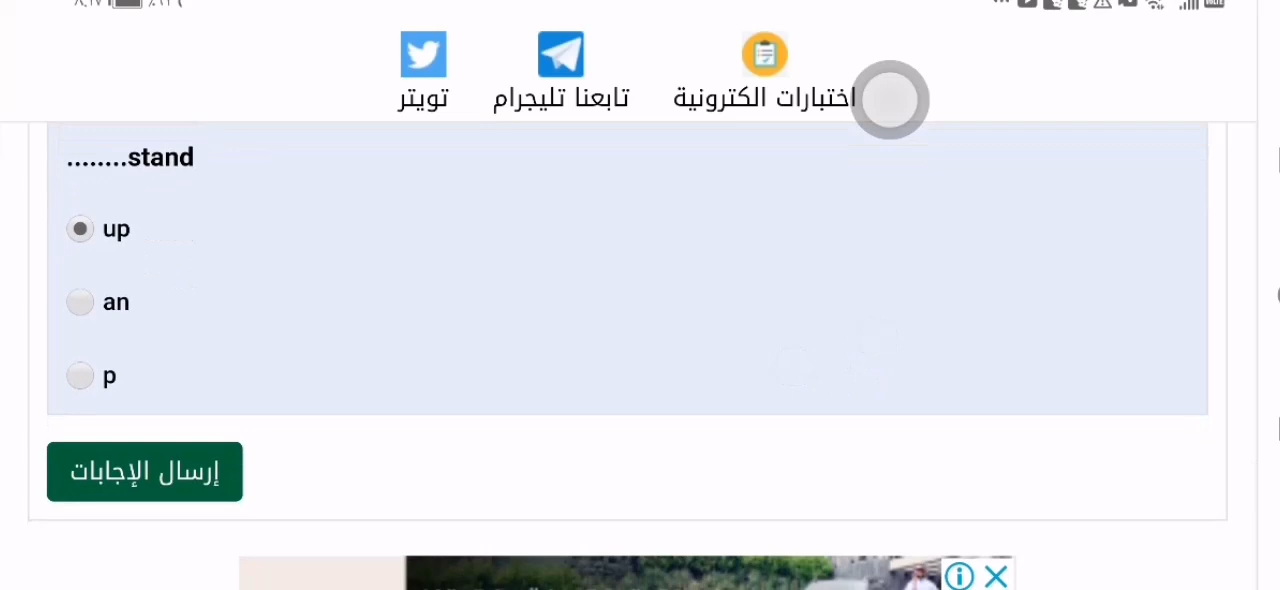 اختبارات الكترونية
تابعنا تليجرام
تويتر
........stand
up
an
p
إرسال الإجابات